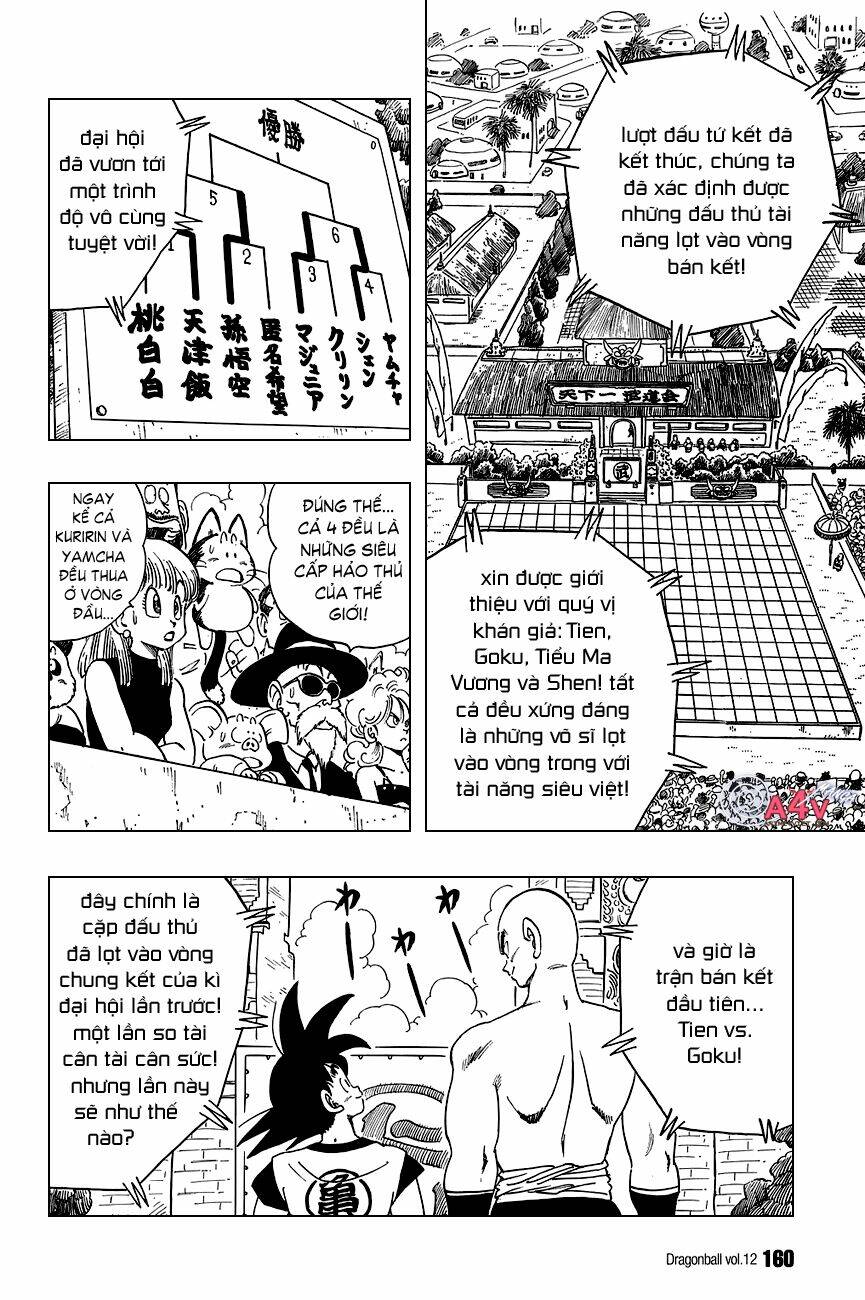 lượt đấu tứ kết đã
kết thúc, chúng ta
đã xác định được
những đấu thủ tài
năng lọt vào vòng
bán kết!
天下一武道会
武
xin được giới
thiệu với quý vị
khán giả: Tien,
Goku, Tiểu Ma
Vương và Shen! tất
cả đều xứng đáng
là những võ sĩ lọt
vào vòng trong với
tài năng siêu việt!
A4V
đại hội
đã vươn tới
một trình
độ vô cùng
tuyệt vời!
優勝
5
6
1
2
3
4
桃白白
天津飯
孫悟空
匿名希望
マジュニア
クリリン
シェン
ヤムチャ
ĐÚNG THẾ...
CẢ 4 ĐỀU LÀ
NHỮNG SIÊU
CẤP HẢO THỦ
CỦA THẾ
GIỚI!
NGAY
KỂ CẢ
KURIRIN VÀ
YAMCHA
ĐỀU THUA
Ở VÒNG
ĐẦU...
và giờ là
trận bán kết
đầu tiên...
Tien vs.
Goku!
わー
わー
đây chính là
cặp đấu thủ
đã lọt vào vòng
chung kết của kì
đại hội lần trước!
một lần so tài
cân tài cân sức!
nhưng lần này
sẽ như thế
nào?
亀
Dragonball vol.12 160